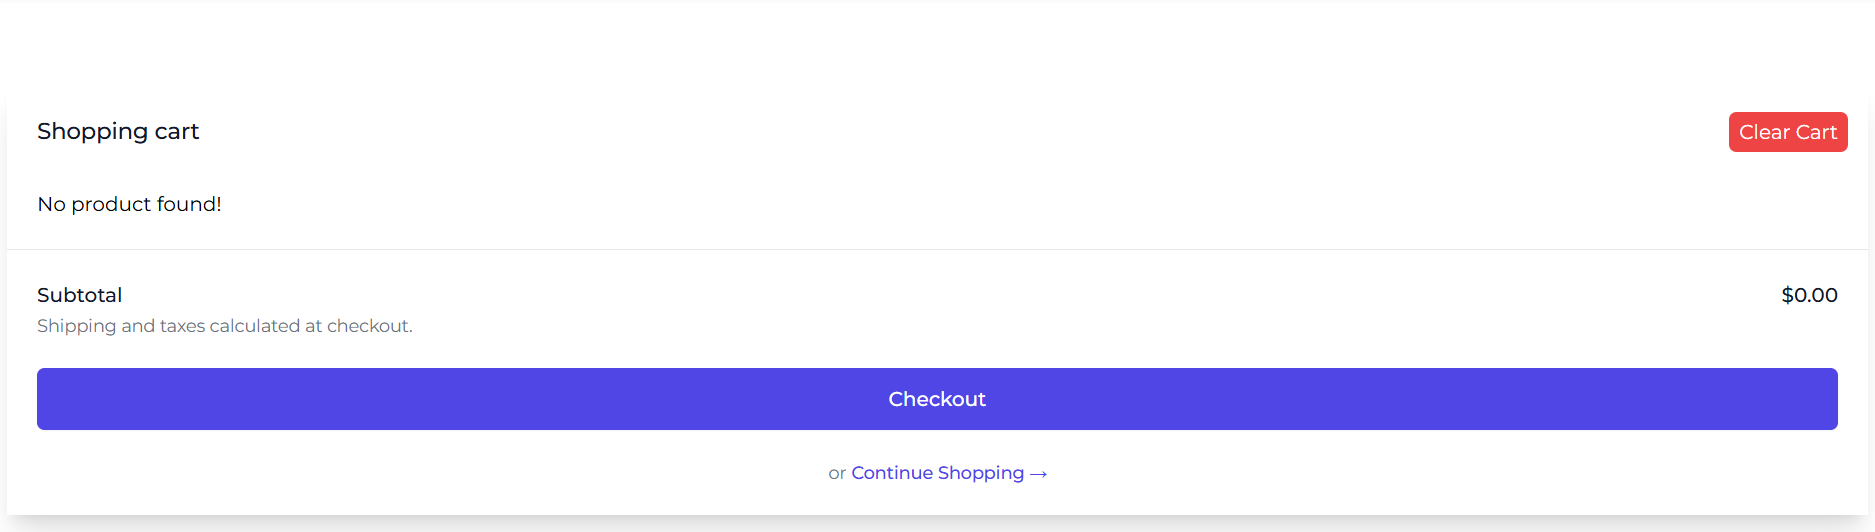 Shopping cart
Clear Cart
No product found!
Subtotal
$0.00
Shipping and taxes calculated at checkout.
Checkout
or Continue Shopping →